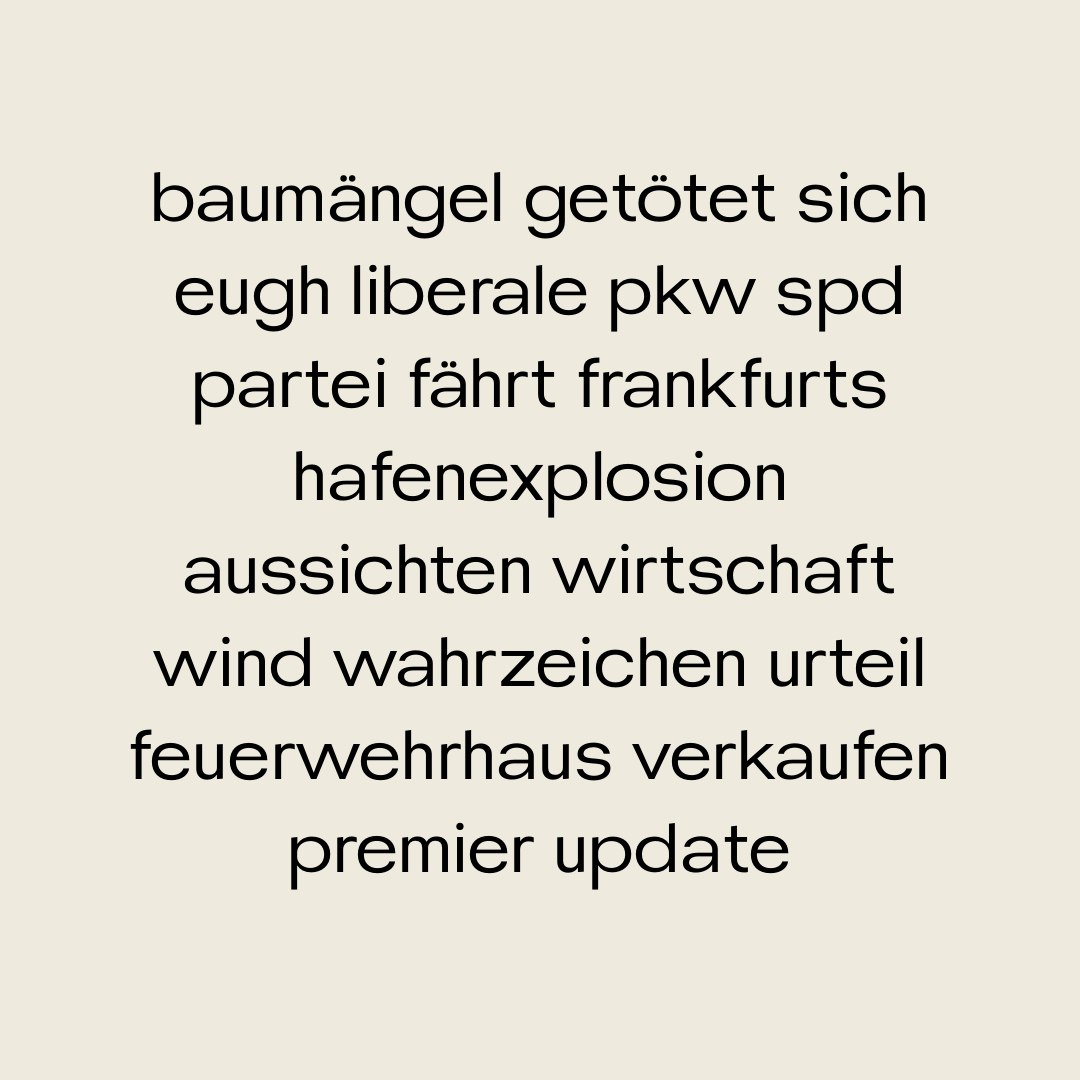 baumängel getötet sich
eugh liberale pkw spd
partei fährt frankfurts
hafenexplosion
aussichten wirtschaft
wind wahrzeichen urteil
feuerwehrhaus verkaufen
premier update